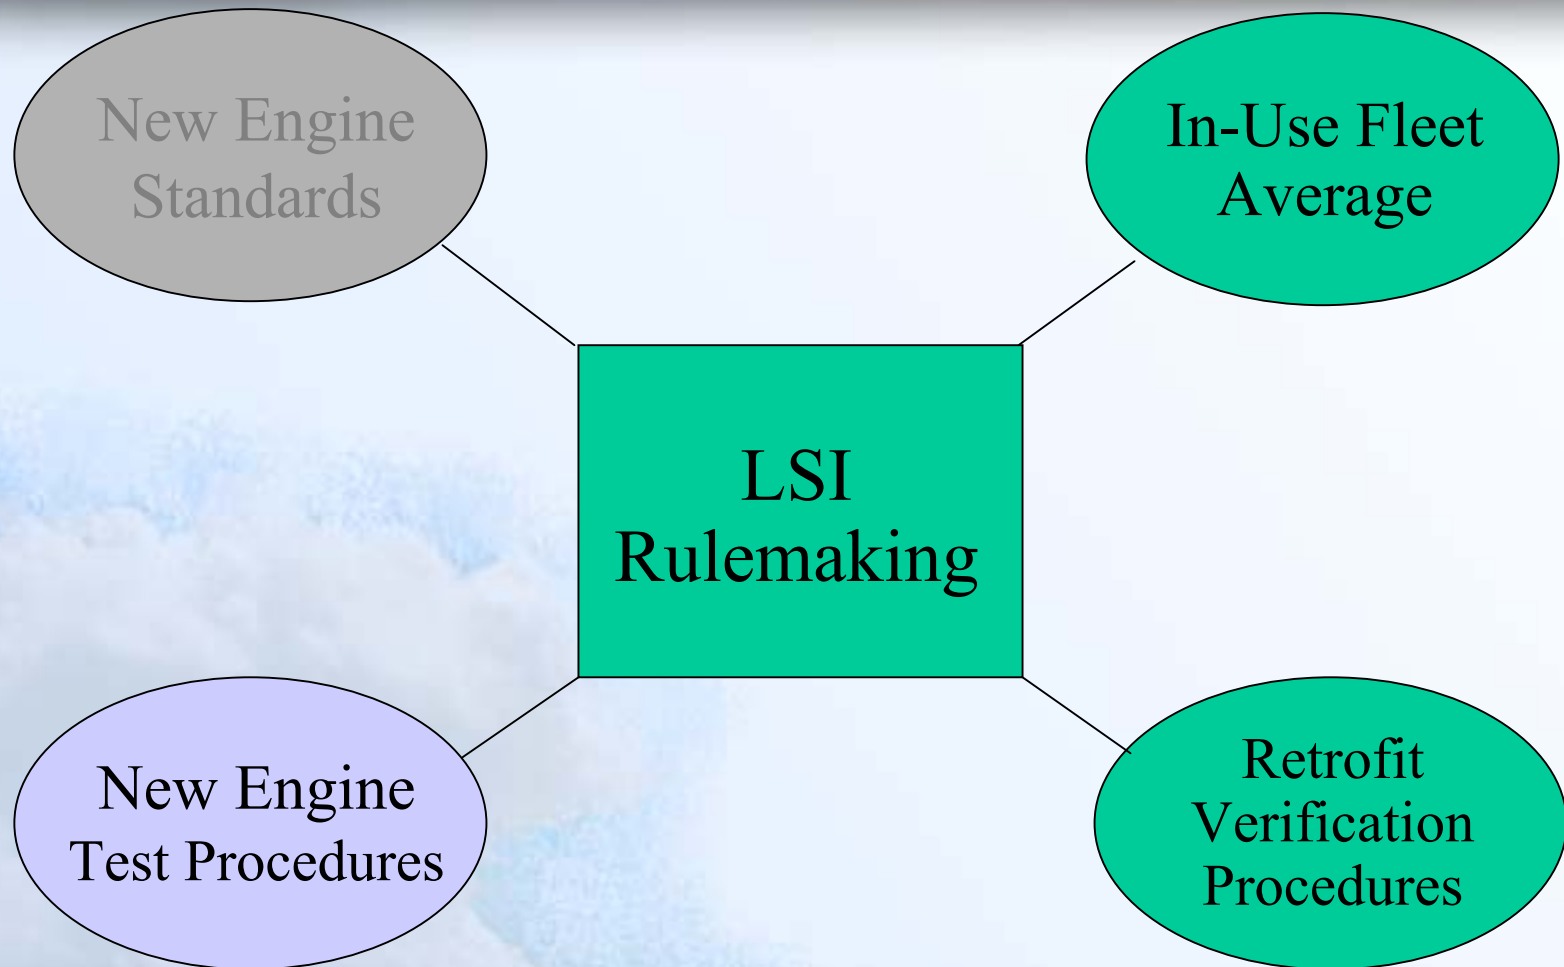 New Engine
Standards
In-Use Fleet
Average
LSI
Rulemaking
New Engine
Test Procedures
Retrofit
Verification
Procedures